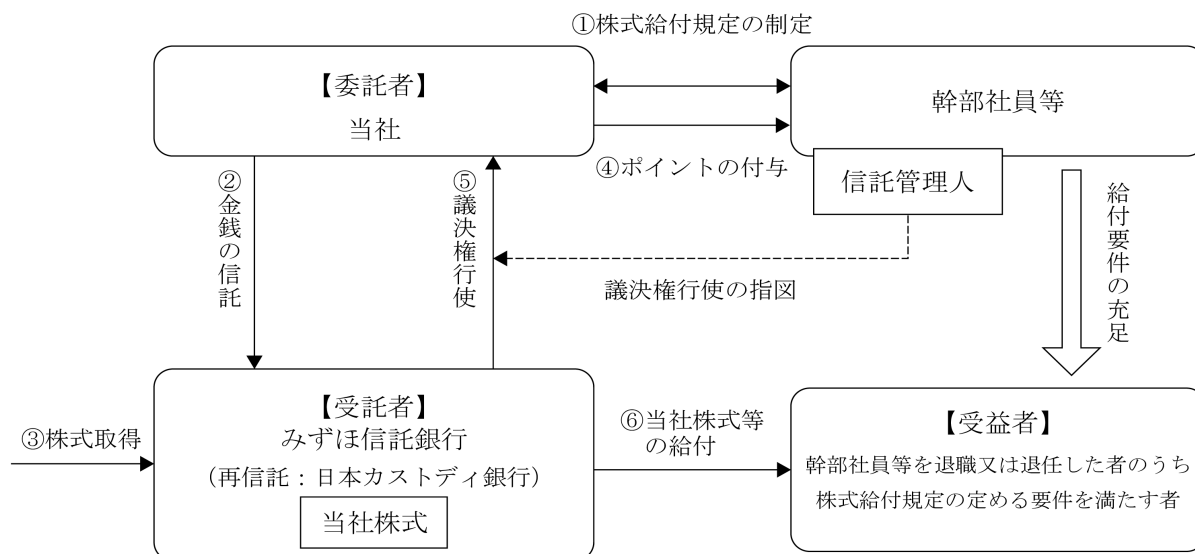 ①株式給付規定の制定
【委託者】
当社
幹部社員等
④ポイントの付与
信託管理人
②金銭の信託
⑤議決権行使
議決権行使の指図
給付要件の充足
③株式取得
【受託者】
みずほ信託銀行
(再信託:日本カストディ銀行)
当社株式
⑥当社株式等
の給付
【受益者】
幹部社員等を退職又は退任した者のうち
株式給付規定の定める要件を満たす者